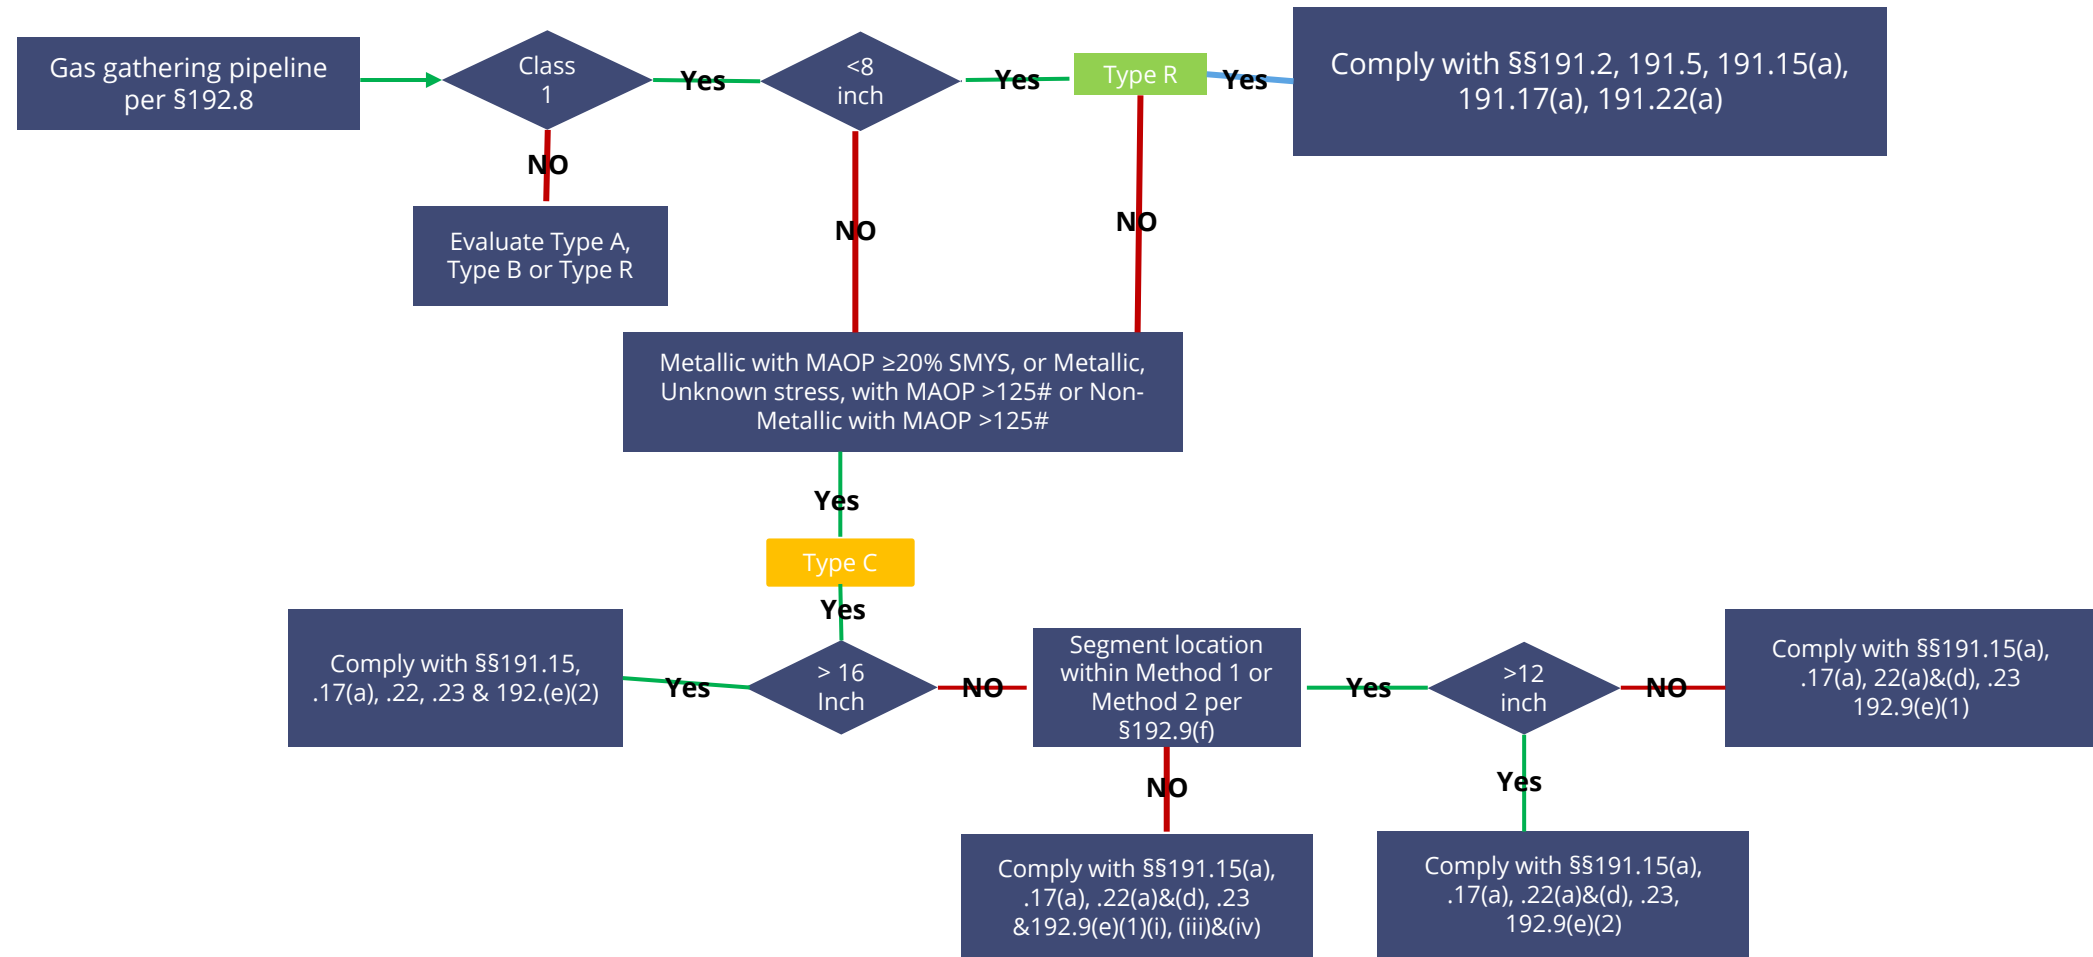 Gas gathering pipeline
per §192.8
Class
1
Yes
<8
inch
Yes
Type R
Yes
Comply with §§191.2, 191.5, 191.15(a),
191.17(a), 191.22(a)
NO
Evaluate Type A,
Type B or Type R
NO
NO
Metallic with MAOP ≥20% SMYS, or Metallic,
Unknown stress, with MAOP >125# or Non-
Metallic with MAOP >125#
Yes
Type C
Yes
Comply with §§191.15,
.17(a), .22, .23 & 192.(e)(2)
Yes
> 16
Inch
NO
Segment location
within Method 1 or
Method 2 per
§192.9(f)
Yes
>12
inch
NO
Comply with §§191.15(a),
.17(a), 22(a)&(d), .23
192.9(e)(1)
NO
Yes
Comply with §§191.15(a),
.17(a), .22(a)&(d), .23
&192.9(e)(1)(i), (iii)&(iv)
Comply with §§191.15(a),
.17(a), .22(a)&(d), .23,
192.9(e)(2)